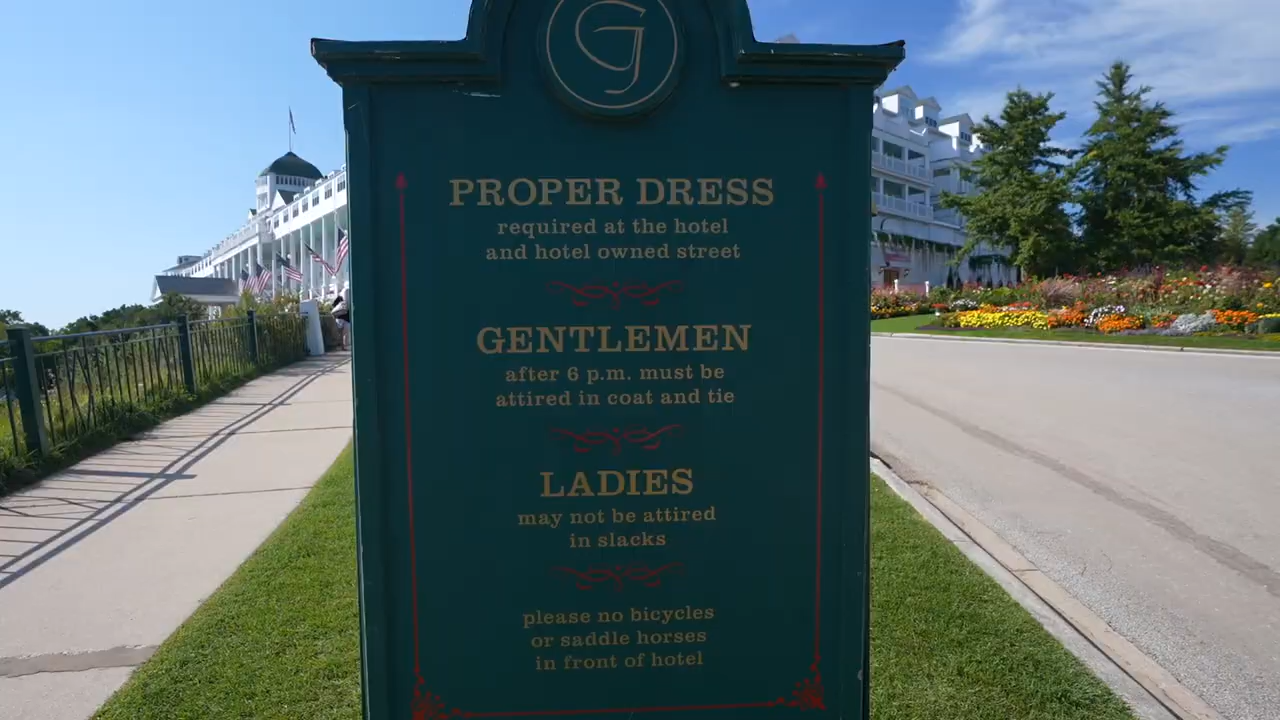 G
PROPER DRESS
required at the hotel
and hotel owned street
GENTLEMEN
after 6 p.m. must be
attired in coat and tie
LADIES
may not be attired
in slacks
please no bicycles
or saddle horses
in front of hotel